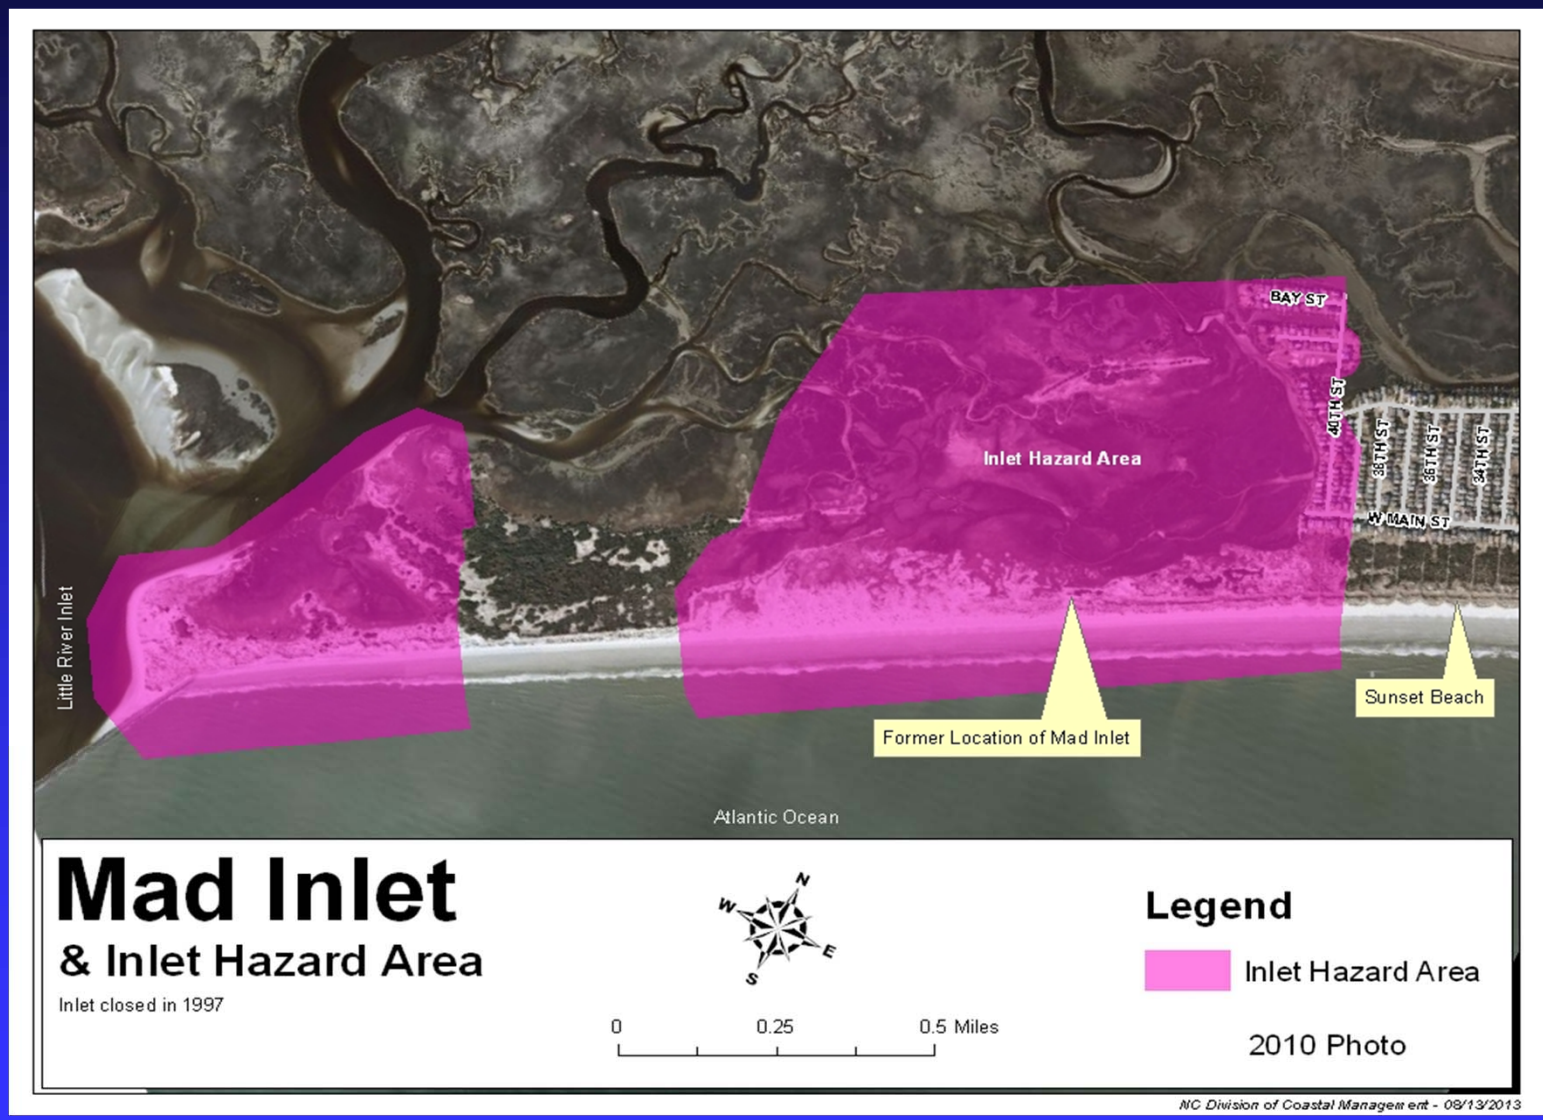 BAY ST
40TH ST
38TH ST
36TH ST
34TH ST
Inlet Hazard Area
W MAIN ST
Little River Inlet
Sunset Beach
Former Location of Mad Inlet
Atlantic Ocean
Mad Inlet
& Inlet Hazard Area
Inlet closed in 1997
N
W
E
S
0 0.25 0.5 Miles
Legend
Inlet Hazard Area
2010 Photo
NC Division of Coastal Management - 08/13/2013